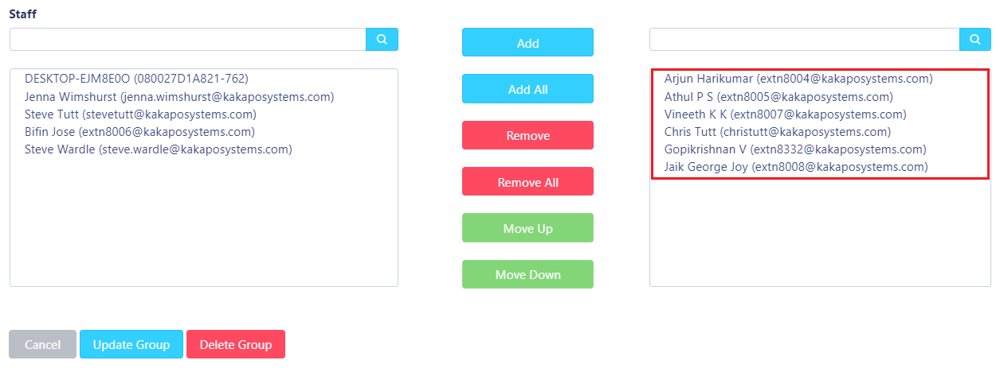 Staff
DESKTOP-EJM8E0O (080027D1A821-762)
Jenna Wimshurst (jenna.wimshurst@kakaposystems.com)
Steve Tutt (stevetutt@kakaposystems.com)
Bifin Jose (extn8006@kakaposystems.com)
Steve Wardle (steve.wardle@kakaposystems.com)
Add
Add All
Remove
Remove All
Move Up
Move Down
Arjun Harikumar (extn8004@kakaposystems.com)
Athul P S (extn8005@kakaposystems.com)
Vineeth K K (extn8007@kakaposystems.com)
Chris Tutt (christutt@kakaposystems.com)
Gopikrishnan V (extn8332@kakaposystems.com)
Jaik George Joy (extn8008@kakaposystems.com)
Cancel
Update Group
Delete Group